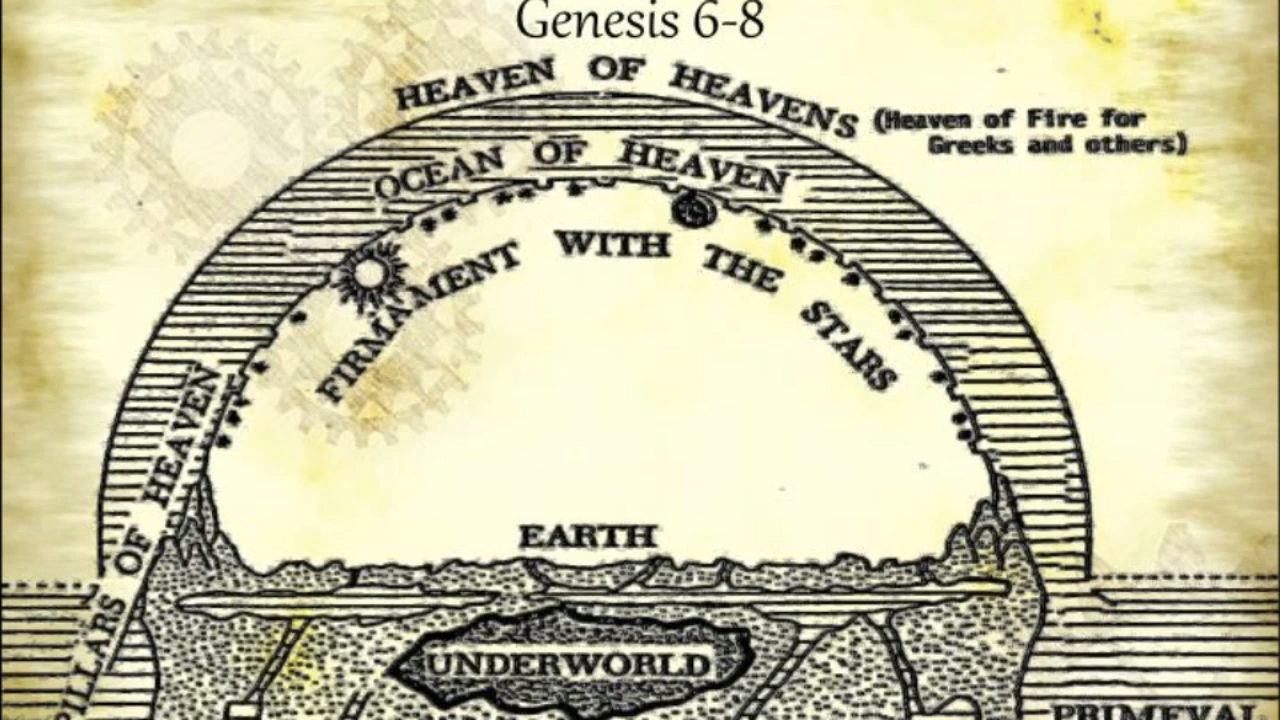 Genesis 6-8
HEAVEN OF HEAVENS
(Heaven of Fire for
Greeks and others)
OCEAN OF HEAVEN
FIRMAMENT WITH THE STARS
PILLARS OF HEAVEN
EARTH
UNDERWORLD
PRIMEVAL